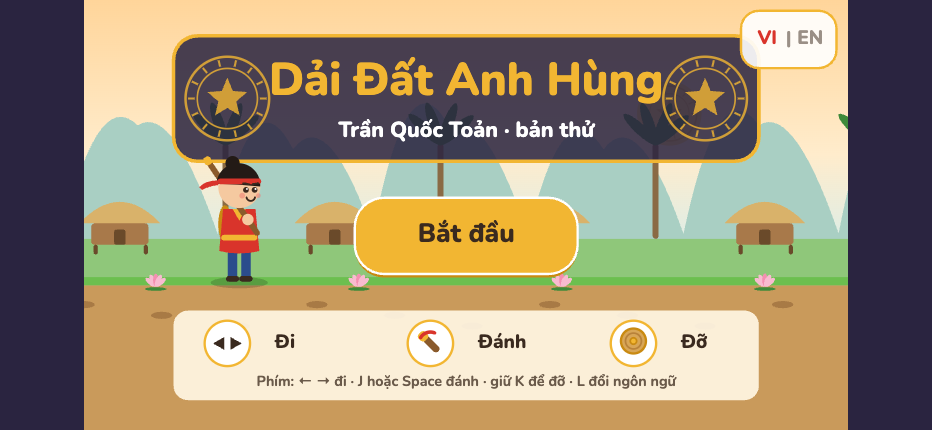 VI | EN
Dải Đất Anh Hùng
Trần Quốc Toản · bản thử
Bắt đầu
Đi
Đánh
Đỡ
Phím: ← → đi · J hoặc Space đánh · giữ K để đỡ · L đổi ngôn ngữ